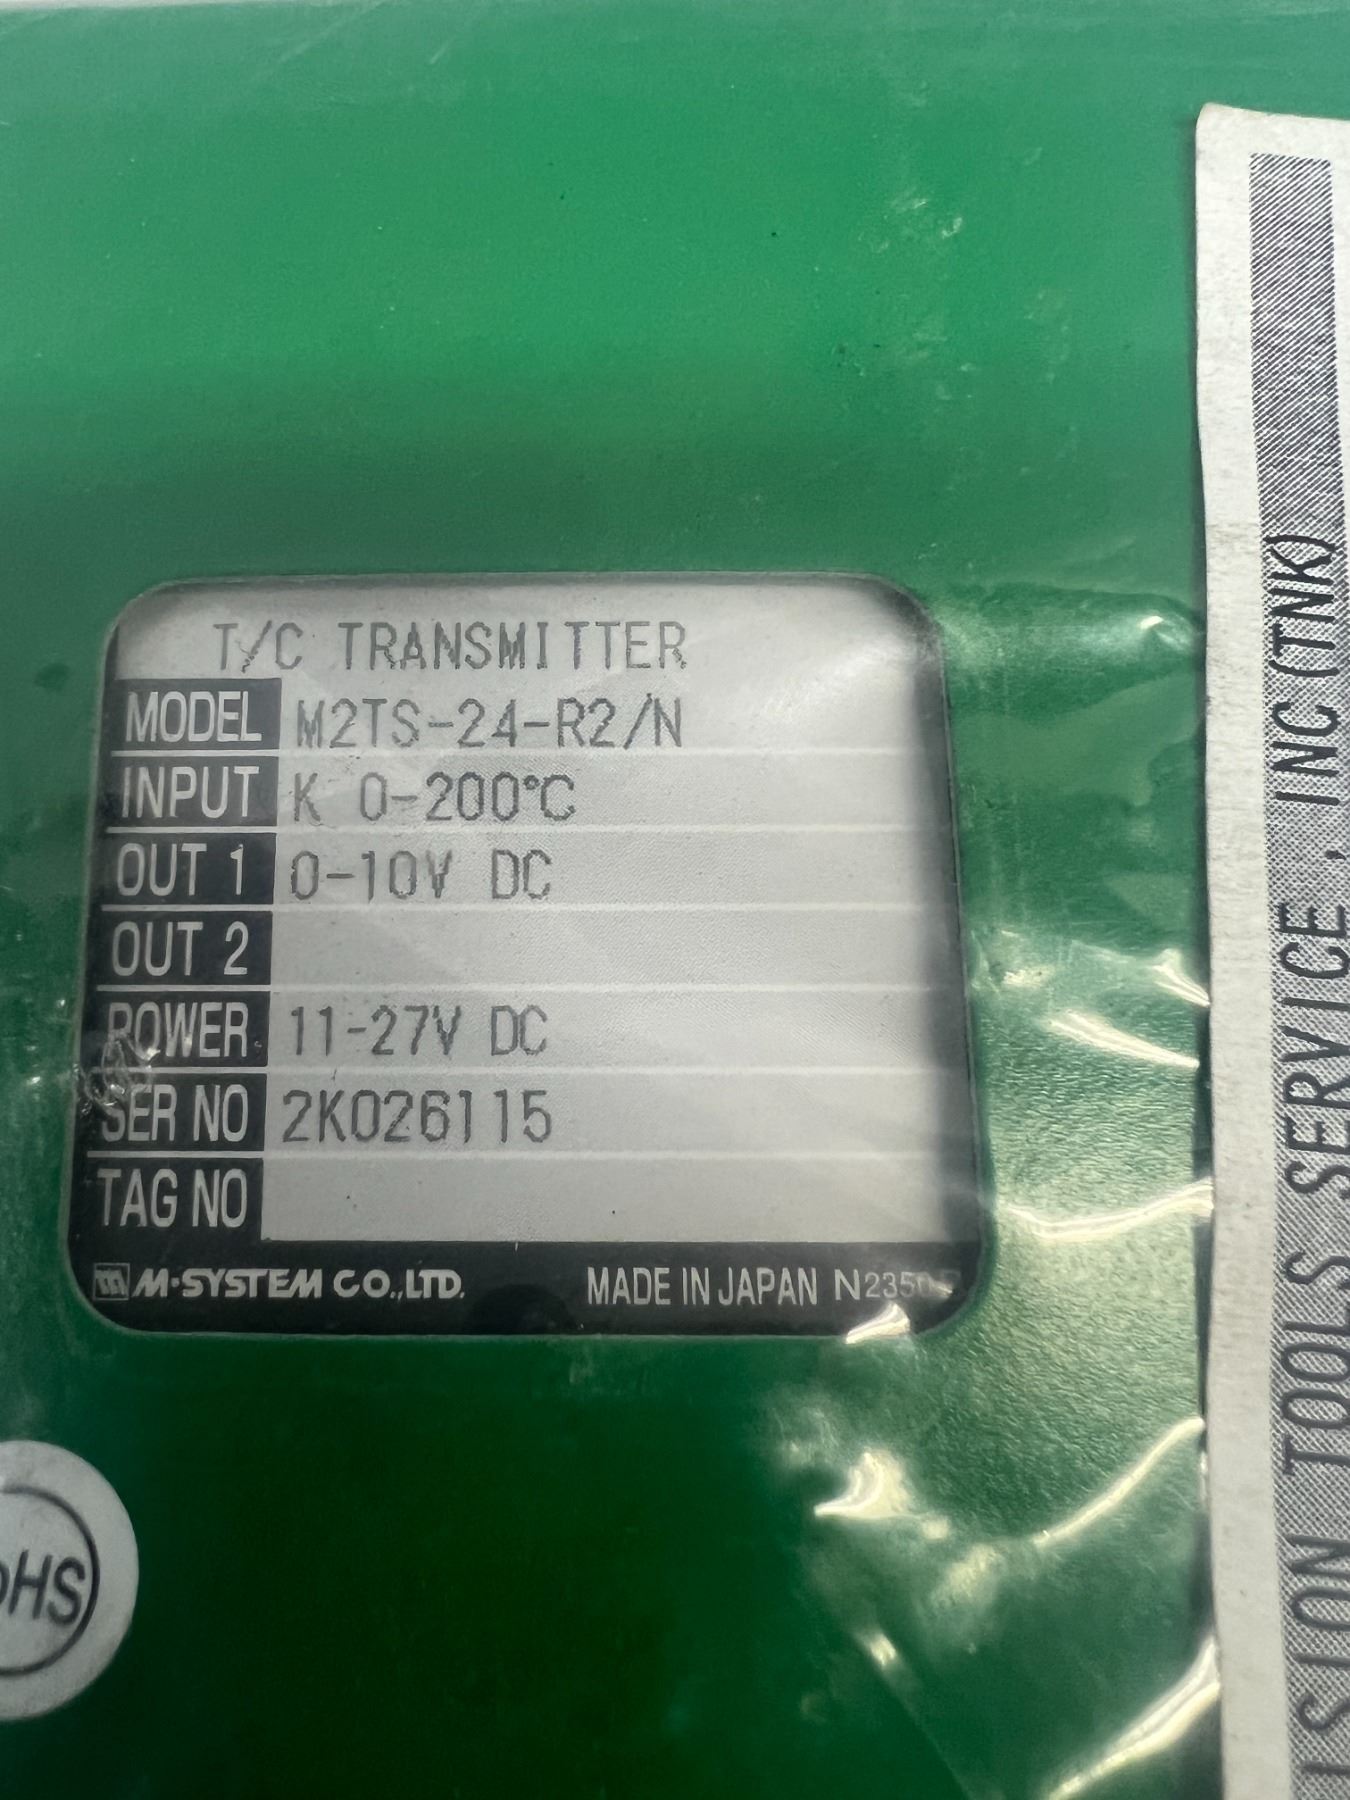 T/C TRANSMITTER
MODEL M2TS-24-R2/N
INPUT K 0-200℃
OUT 1 0-10V DC
OUT 2
POWER 11-27V DC
SER NO 2K026115
TAG NO
M-SYSTEM CO.,LTD. MADE IN JAPAN
TOOLS SERVICE, INC(TNK)